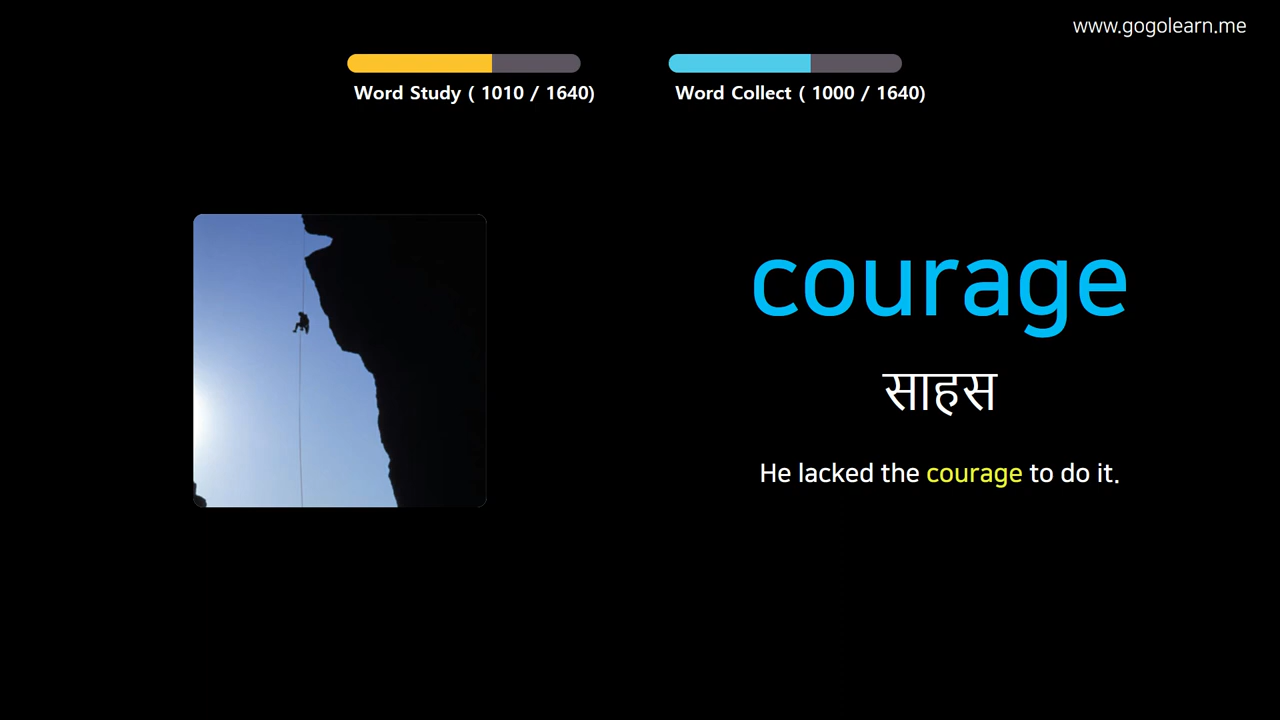 www.gogolearn.me
Word Study ( 1010 / 1640)
Word Collect ( 1000 / 1640)
courage
साहस
He lacked the courage to do it.